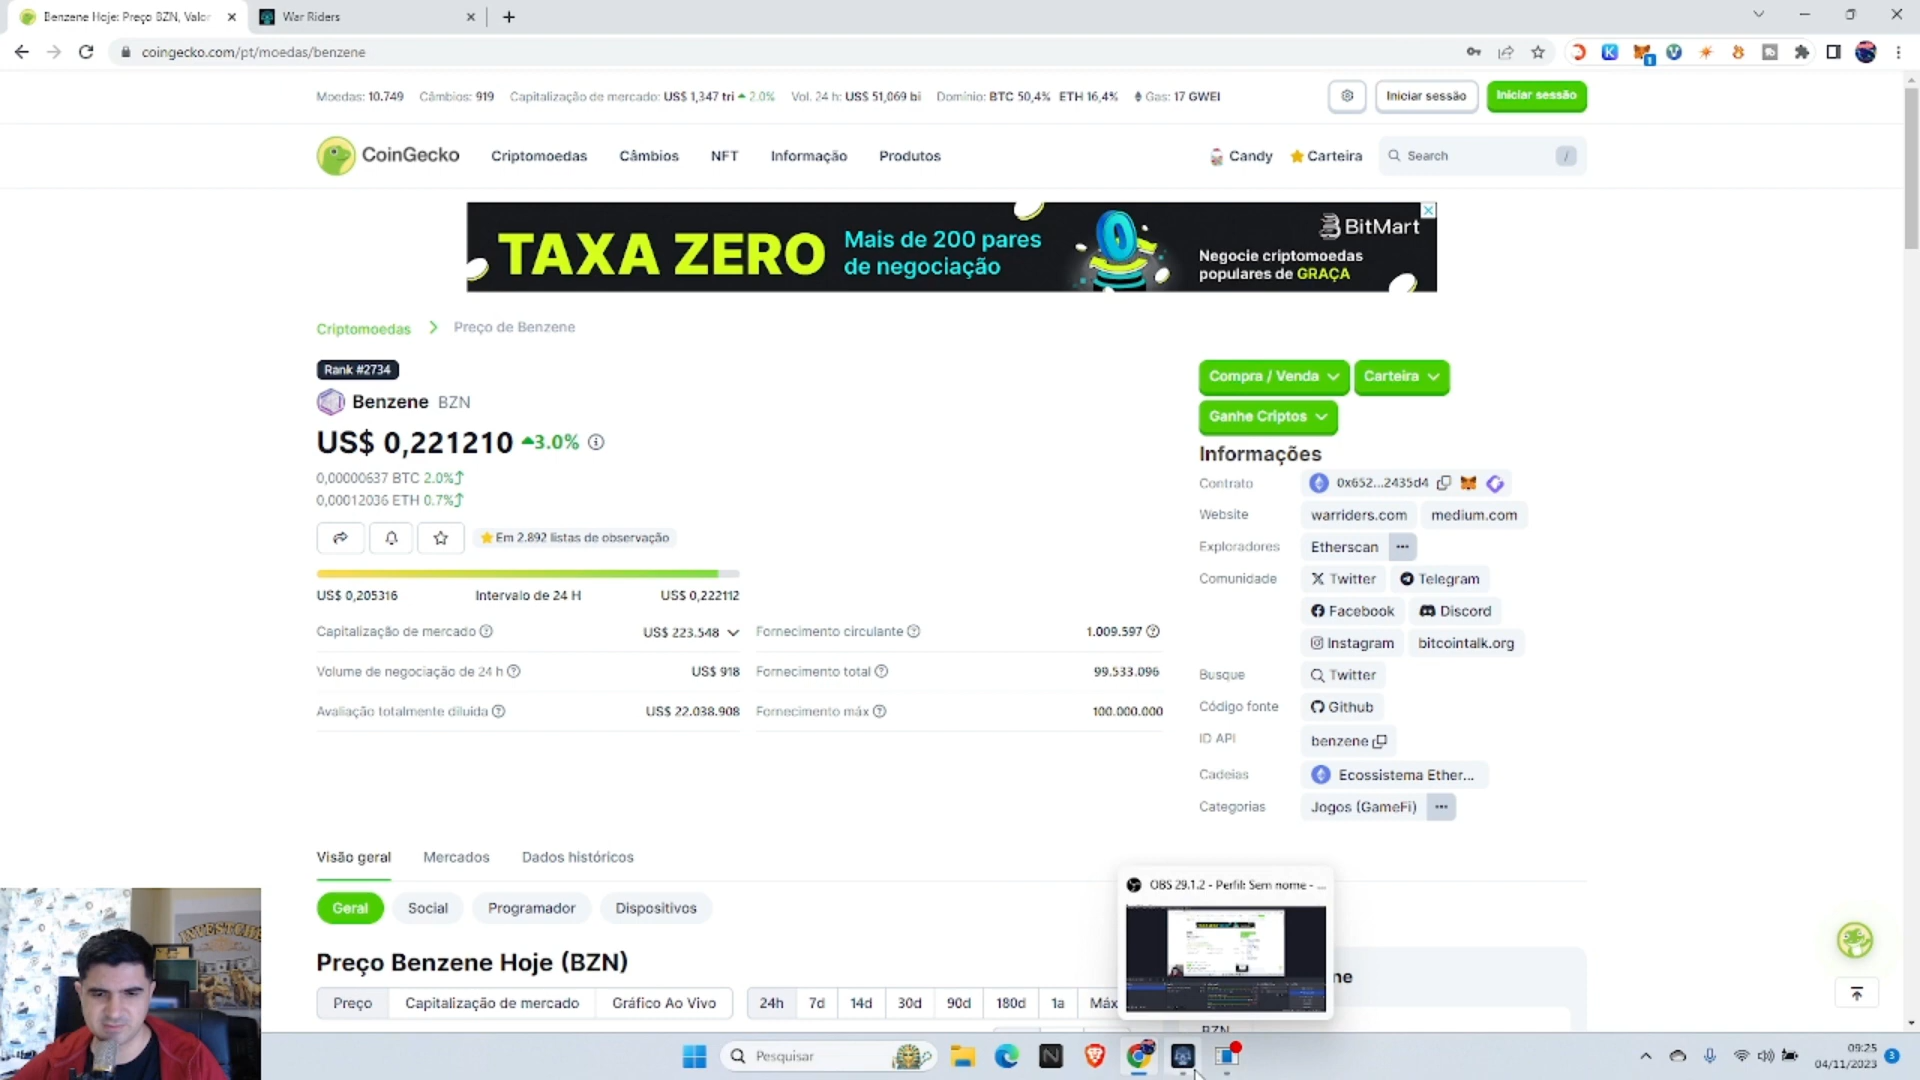 Benzene Hoje: Preço BZN, Valor
War Riders
coingecko.com/pt/moedas/benzene
Moedas: 10.749 Câmbios: 919 Capitalização de mercado: US$ 1,347 tri 2.0% Vol. 24 h: US$ 51,069 bi Domínio: BTC 50,4% ETH 16,4% Gas: 17 GWEI
Iniciar sessão
Iniciar sessão
CoinGecko
Criptomoedas Câmbios NFT Informação Produtos
Candy Carteira Search /
TAXA ZERO
Mais de 200 pares
de negociação
BitMart
Negocie criptomoedas
populares de GRAÇA
Criptomoedas > Preço de Benzene
Rank #2734
Benzene BZN
US$ 0,221210 3.0%
0,00000637 BTC 2.0%
0,00012036 ETH 0.7%
Em 2.892 listas de observação
US$ 0,205316 Intervalo de 24 H US$ 0,222112
Capitalização de mercado US$ 223.548
Volume de negociação de 24 h US$ 918
Avaliação totalmente diluída US$ 22.038.908
Fornecimento circulante 1.009.597
Fornecimento total 99.533.096
Fornecimento máx 100.000.000
Compra / Venda
Carteira
Ganhe Criptos
Informações
Contrato 0x652...2435d4
Website warriders.com medium.com
Exploradores Etherscan ...
Comunidade Twitter Telegram
Facebook Discord
Instagram bitcointalk.org
Busque Twitter
Código fonte Github
ID API benzene
Cadeias Ecossistema Ether...
Categorias Jogos (GameFi) ...
Visão geral Mercados Dados históricos
Geral Social Programador Dispositivos
Preço Benzene Hoje (BZN)
Preço Capitalização de mercado Gráfico Ao Vivo
24h 7d 14d 30d 90d 180d 1a Máx
OBS 29.1.2 - Perfil: Sem nome - ...
ne
BZN
Pesquisar
09:25
04/11/2023
3